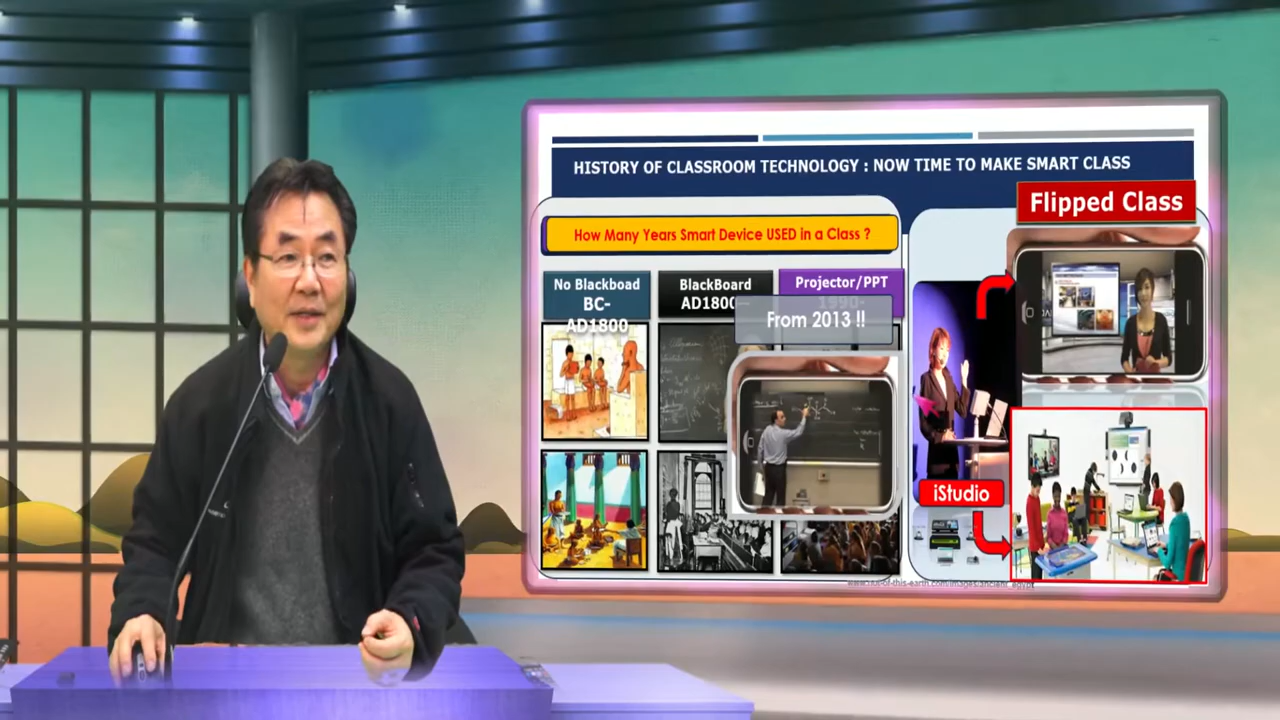 HISTORY OF CLASSROOM TECHNOLOGY : NOW TIME TO MAKE SMART CLASS
Flipped Class
How Many Years Smart Device USED in a Class ?
No Blackboad
BC-
AD1800
BlackBoard
AD1800
Projector/PPT
1990-
From 2013 !!
iStudio